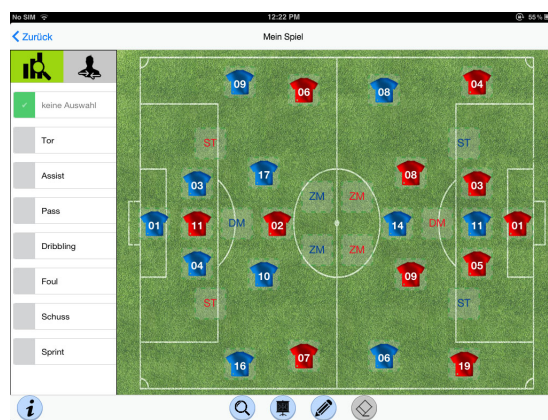 No SIM 12:22 PM 55%
Zurück Mein Spiel
keine Auswahl
Tor
Assist
Pass
Dribbling
Foul
Schuss
Sprint
09 06 08 04
ST ST
17 08
03 03
ZM ZM
01 11 DM 02 14 DM 11 01
ZM ZM
04 05
10 09
ST ST
16 07 06 19
i